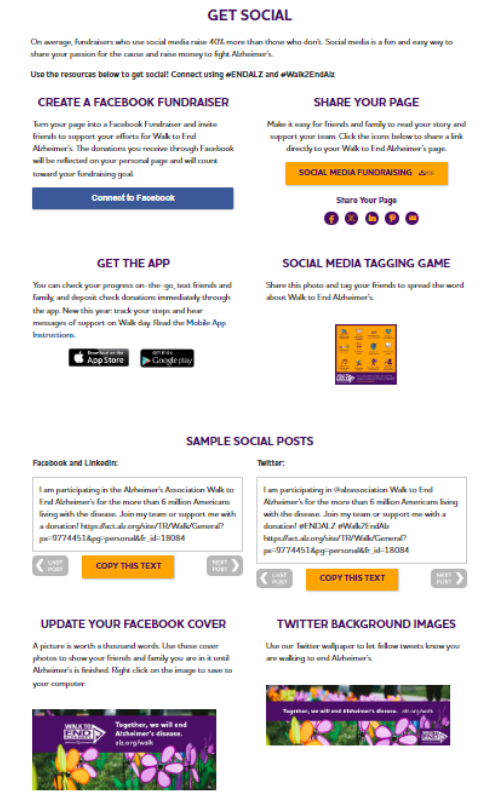 GET SOCIAL
On average, fundraisers who use social media raise 40% more than those who don't. Social media is a fun and easy way to
share your passion for the cause and raise money to fight Alzheimer's.
Use the resources below to get social! Connect using #ENDALZ and #Walk2EndAlz
CREATE A FACEBOOK FUNDRAISER
Turn your page into a Facebook Fundraiser and invite
friends to support your efforts for Walk to End
Alzheimer's. The donations you receive through Facebook
will be reflected on your personal page and will count
toward your fundraising goal.
Connect to Facebook
SHARE YOUR PAGE
Make it easy for friends and family to read your story and
support your team. Click the icons below to share a link
directly to your Walk to End Alzheimer's page.
SOCIAL MEDIA FUNDRAISING
Share Your Page
GET THE APP
You can check your progress on-the-go, text friends and
family, and deposit check donations immediately through
the app. New this year: track your steps and hear
messages of support on Walk day. Read the Mobile App
Instructions.
Download on the
App Store
GET IT ON
Google play
SOCIAL MEDIA TAGGING GAME
Share this photo and tag your friends to spread the word
about Walk to End Alzheimer's.
SAMPLE SOCIAL POSTS
Facebook and LinkedIn:
I am participating in the Alzheimer's Association Walk to
End Alzheimer's for the more than 6 million Americans
living with the disease. Join my team or support me with
a donation! https://act.alz.org/site/TR/Walk/General?
px=9774451&pg=personal&fr_id=18084
LAST
POST
COPY THIS TEXT
NEXT
POST
Twitter:
I am participating in @alzassociation Walk to End
Alzheimer's for the more than 6 million Americans living
with the disease. Join my team or support me with a
donation! #ENDALZ #Walk2EndAlz
https://act.alz.org/site/TR/Walk/General?
px=9774451&pg=personal&fr_id=18084
LAST
POST
COPY THIS TEXT
NEXT
POST
UPDATE YOUR FACEBOOK COVER
A picture is worth a thousand words. Use these cover
photos to show your friends and family you are in it until
Alzheimer's is finished. Right click on the image to save to
your computer.
WALK TO
END
Together, we will end
Alzheimer's disease.
alz.org/walk
TWITTER BACKGROUND IMAGES
Use our Twitter wallpaper to let fellow tweets know you
are walking to end Alzheimer's.
Together, we will end Alzheimer's disease. alz.org/walk